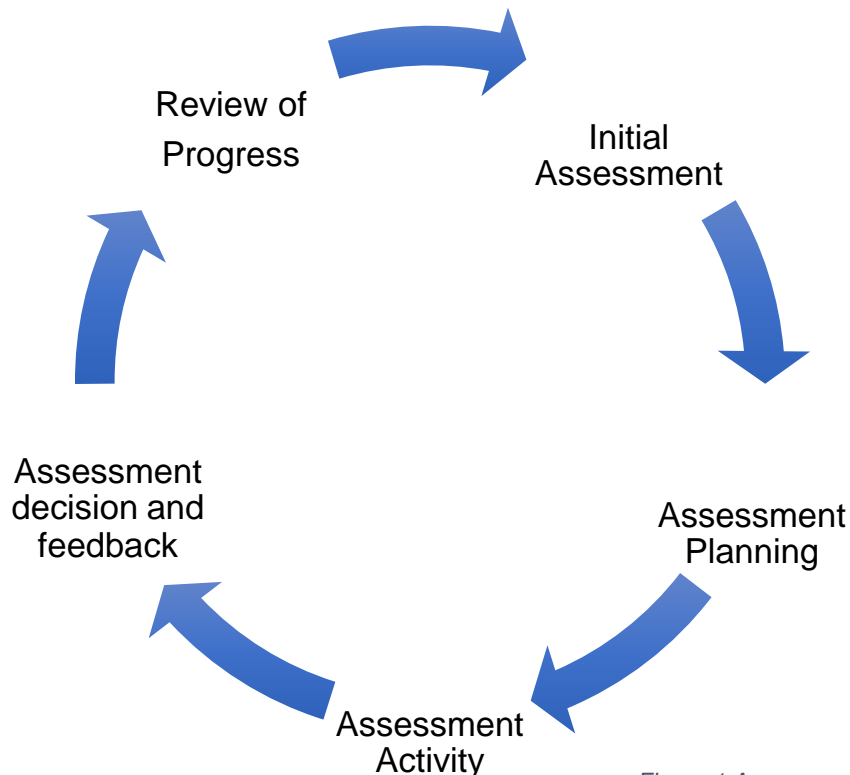 Review of
Progress
Initial
Assessment
Assessment
Planning
Assessment
Activity
Assessment
decision and
feedback